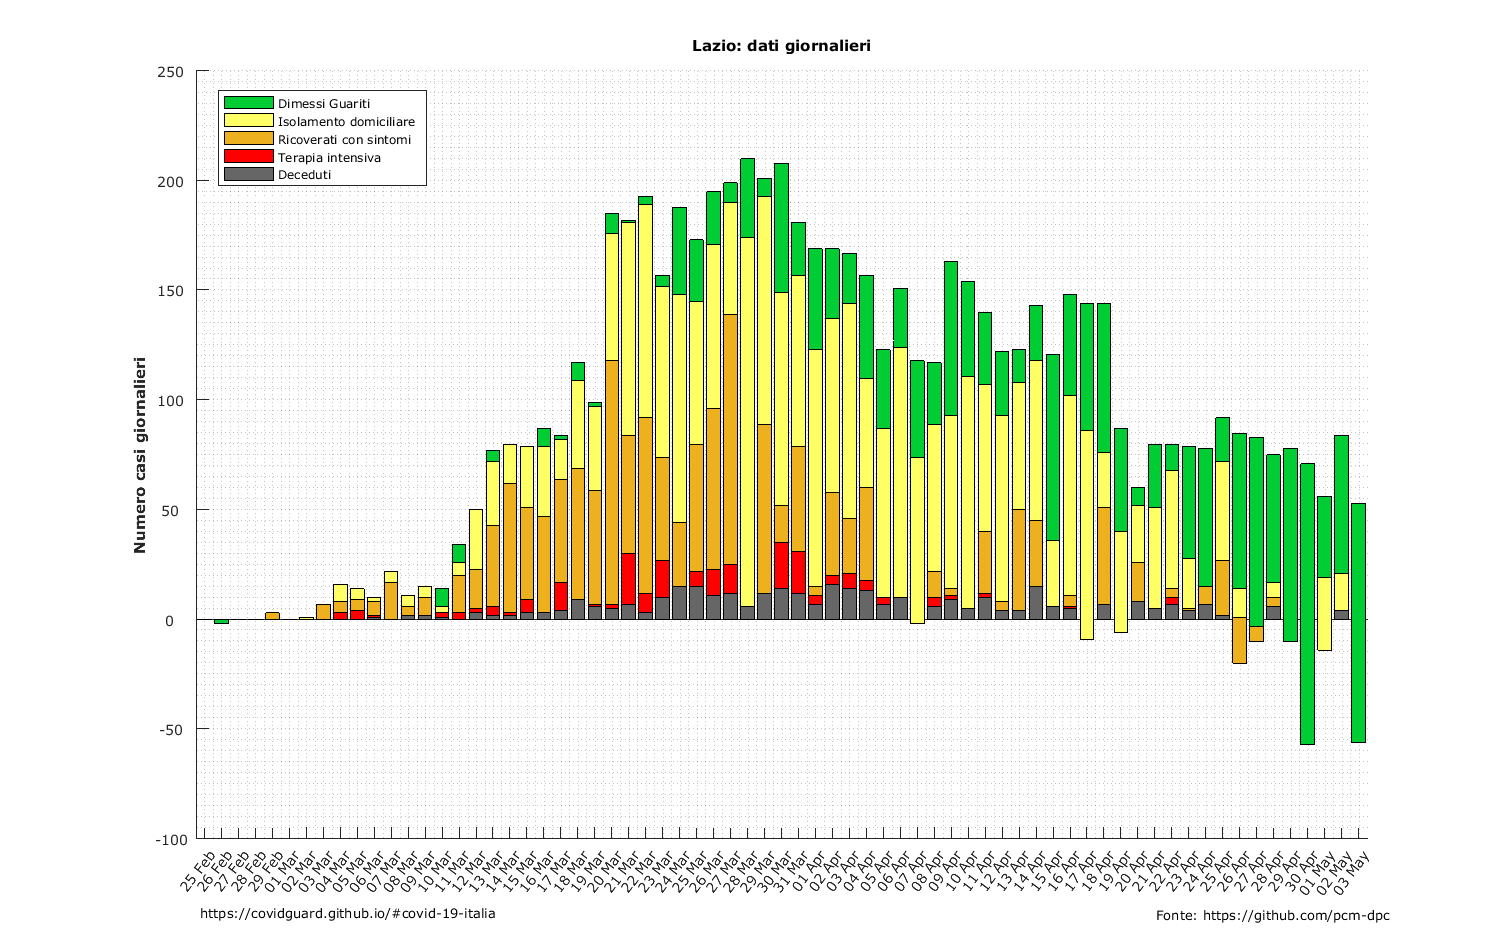 Lazio: dati giornalieri
250
200
150
100
50
0
-50
-100
Numero casi giornalieri
Dimessi Guariti
Isolamento domiciliare
Ricoverati con sintomi
Terapia intensiva
Deceduti
25 Feb
26 Feb
27 Feb
28 Feb
29 Feb
01 Mar
02 Mar
03 Mar
04 Mar
05 Mar
06 Mar
07 Mar
08 Mar
09 Mar
10 Mar
11 Mar
12 Mar
13 Mar
14 Mar
15 Mar
16 Mar
17 Mar
18 Mar
19 Mar
20 Mar
21 Mar
22 Mar
23 Mar
24 Mar
25 Mar
26 Mar
27 Mar
28 Mar
29 Mar
30 Mar
31 Mar
01 Apr
02 Apr
03 Apr
04 Apr
05 Apr
06 Apr
07 Apr
08 Apr
09 Apr
10 Apr
11 Apr
12 Apr
13 Apr
14 Apr
15 Apr
16 Apr
17 Apr
18 Apr
19 Apr
20 Apr
21 Apr
22 Apr
23 Apr
24 Apr
25 Apr
26 Apr
27 Apr
28 Apr
29 Apr
30 Apr
01 May
02 May
03 May
https://covidguard.github.io/#covid-19-italia
Fonte: https://github.com/pcm-dpc